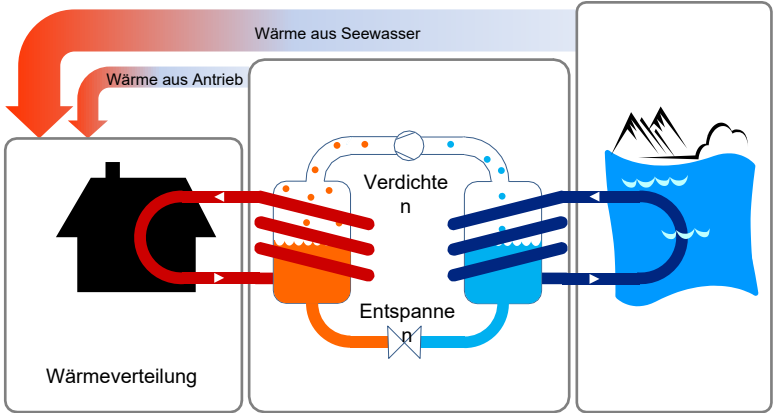 Wärme aus Seewasser
Wärme aus Antrieb
Verdichte
n
Entspanne
n
Wärmeverteilung